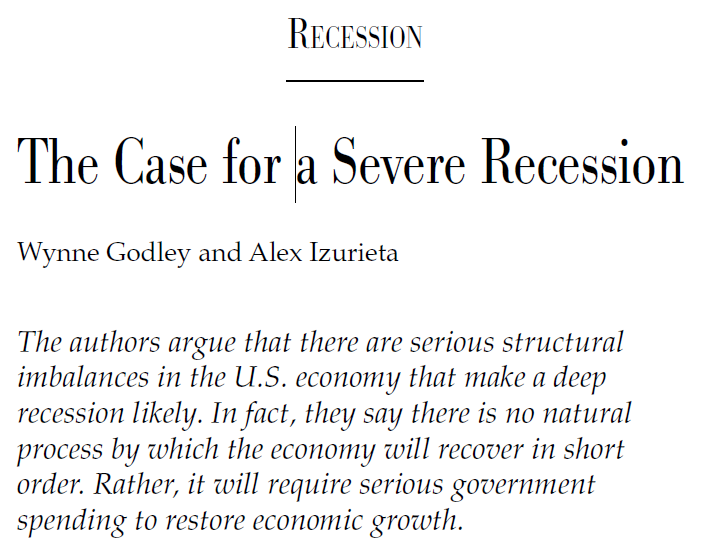 RECESSION
The Case for a Severe Recession
Wynne Godley and Alex Izurieta
The authors argue that there are serious structural
imbalances in the U.S. economy that make a deep
recession likely. In fact, they say there is no natural
process by which the economy will recover in short
order. Rather, it will require serious government
spending to restore economic growth.